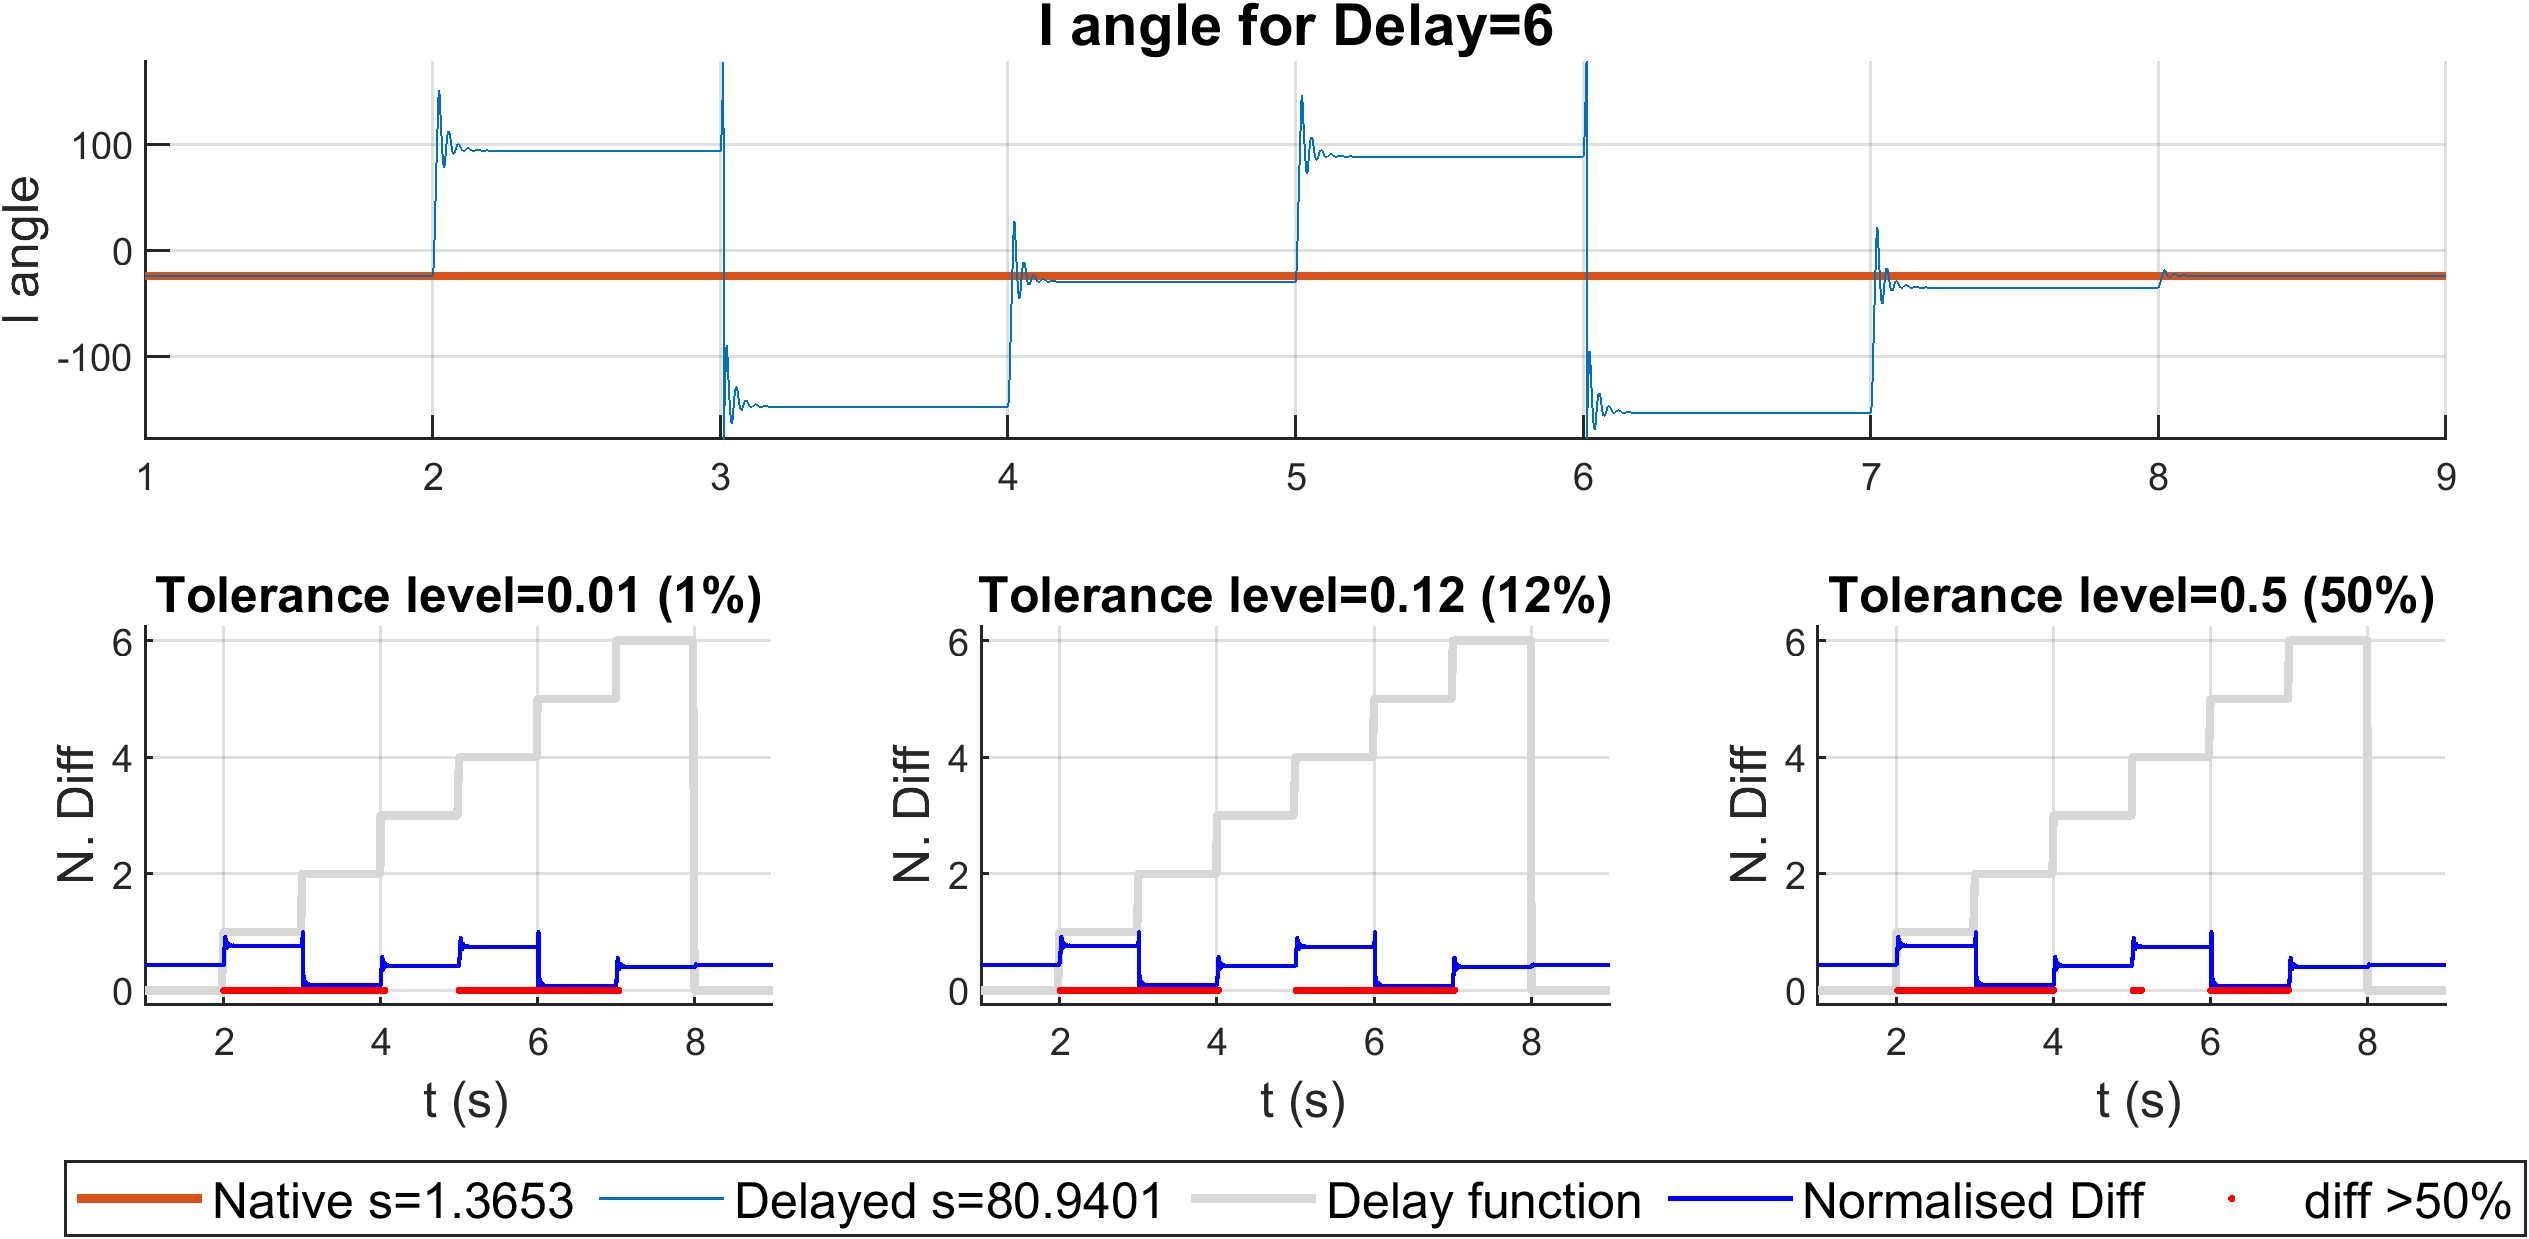 I angle for Delay=6
I angle
100
0
-100
1 2 3 4 5 6 7 8 9
Tolerance level=0.01 (1%)
N. Diff
6
4
2
0
2 4 6 8
t (s)
Tolerance level=0.12 (12%)
N. Diff
6
4
2
0
2 4 6 8
t (s)
Tolerance level=0.5 (50%)
N. Diff
6
4
2
0
2 4 6 8
t (s)
Native s=1.3653 Delayed s=80.9401 Delay function Normalised Diff diff >50%